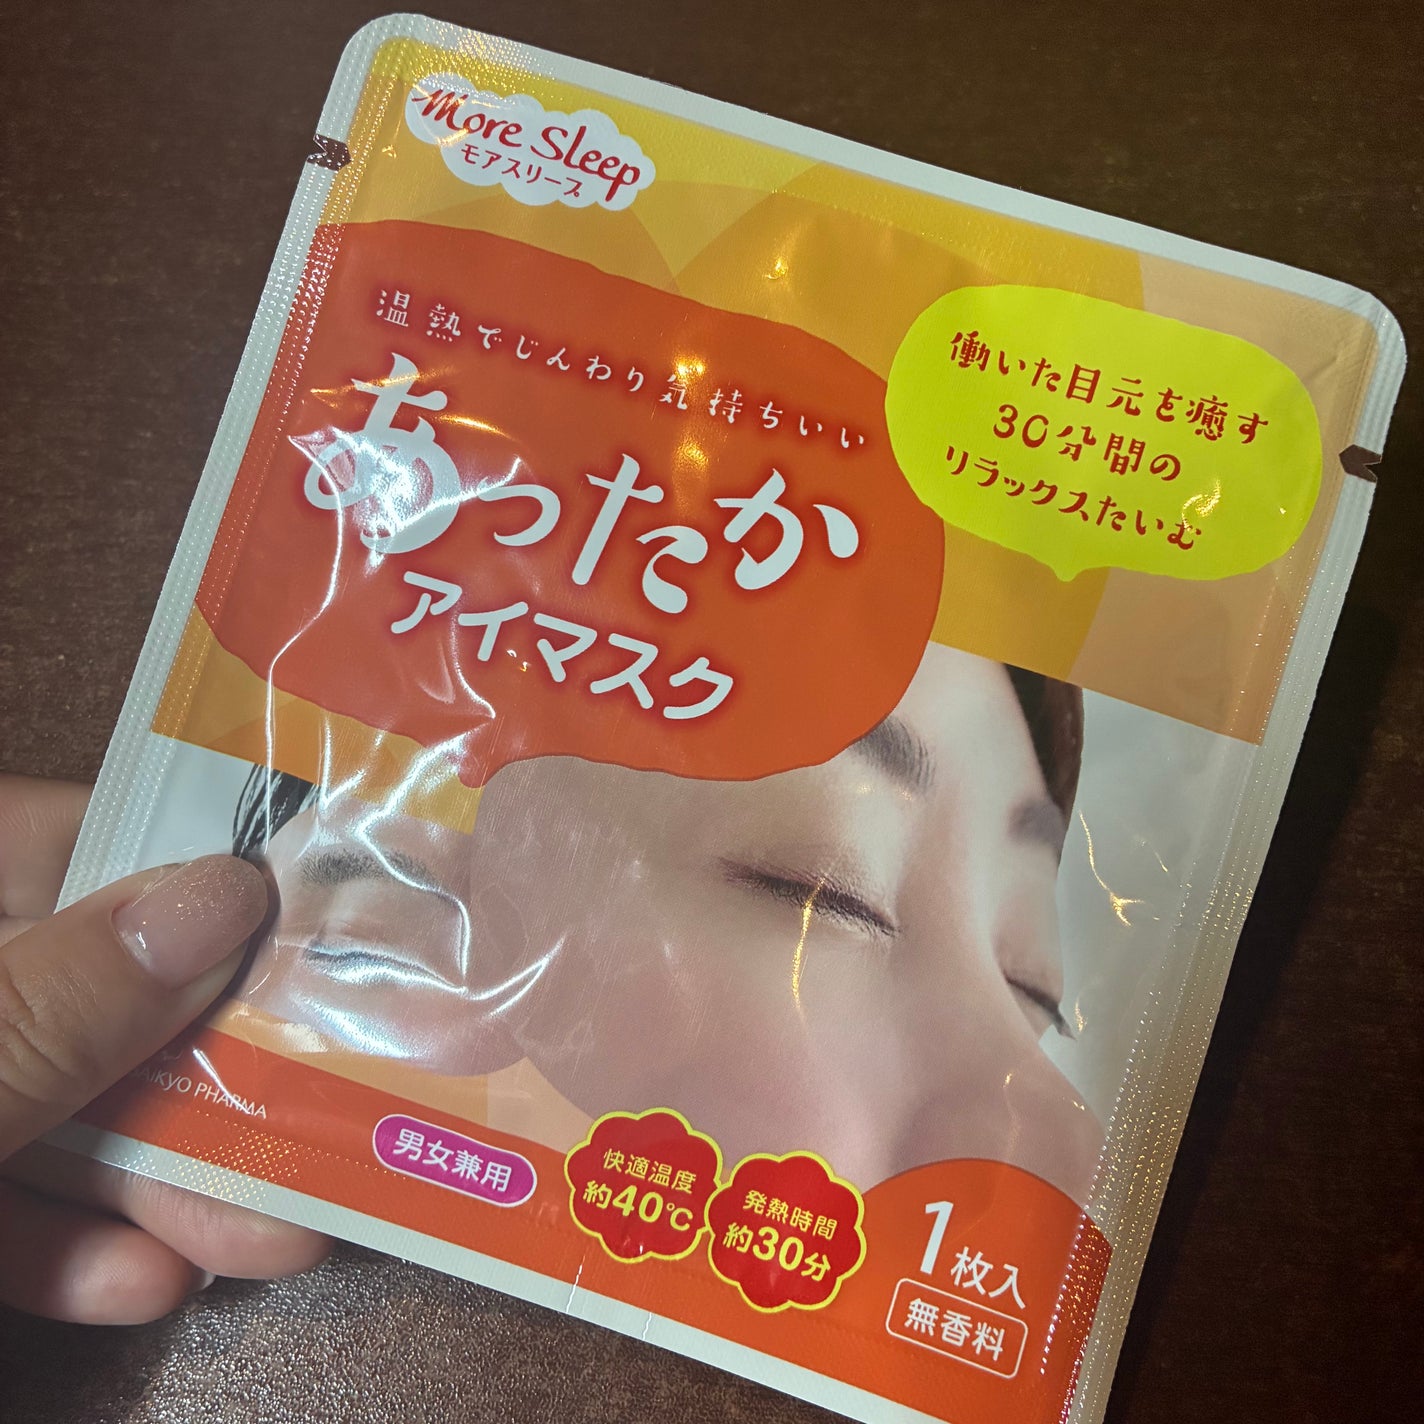 More Sleep
モアスリープ
温熱でじんわり気持ちいい
あったか
アイマスク
働いた目元を癒す
30分間の
リラックスたいむ
DAIKYO PHARMA
男女兼用
快適温度
約40℃
発熱時間
約30分
1枚入
無香料